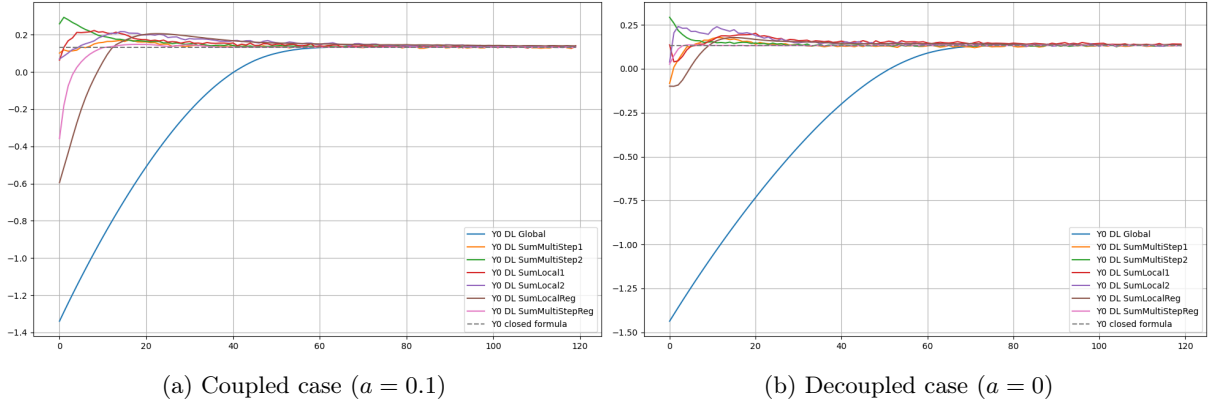 0.2
0.0
−0.2
−0.4
−0.6
−0.8
−1.0
−1.2
−1.4
0
20
40
60
80
100
120
Y0 DL Global
Y0 DL SumMultiStep1
Y0 DL SumMultiStep2
Y0 DL SumLocal1
Y0 DL SumLocal2
Y0 DL SumLocalReg
Y0 DL SumMultiStepReg
Y0 closed formula
(a) Coupled case (a = 0.1)
0.25
0.00
−0.25
−0.50
−0.75
−1.00
−1.25
−1.50
0
20
40
60
80
100
120
Y0 DL Global
Y0 DL SumMultiStep1
Y0 DL SumMultiStep2
Y0 DL SumLocal1
Y0 DL SumLocal2
Y0 DL SumLocalReg
Y0 DL SumMultiStepReg
Y0 closed formula
(b) Decoupled case (a = 0)